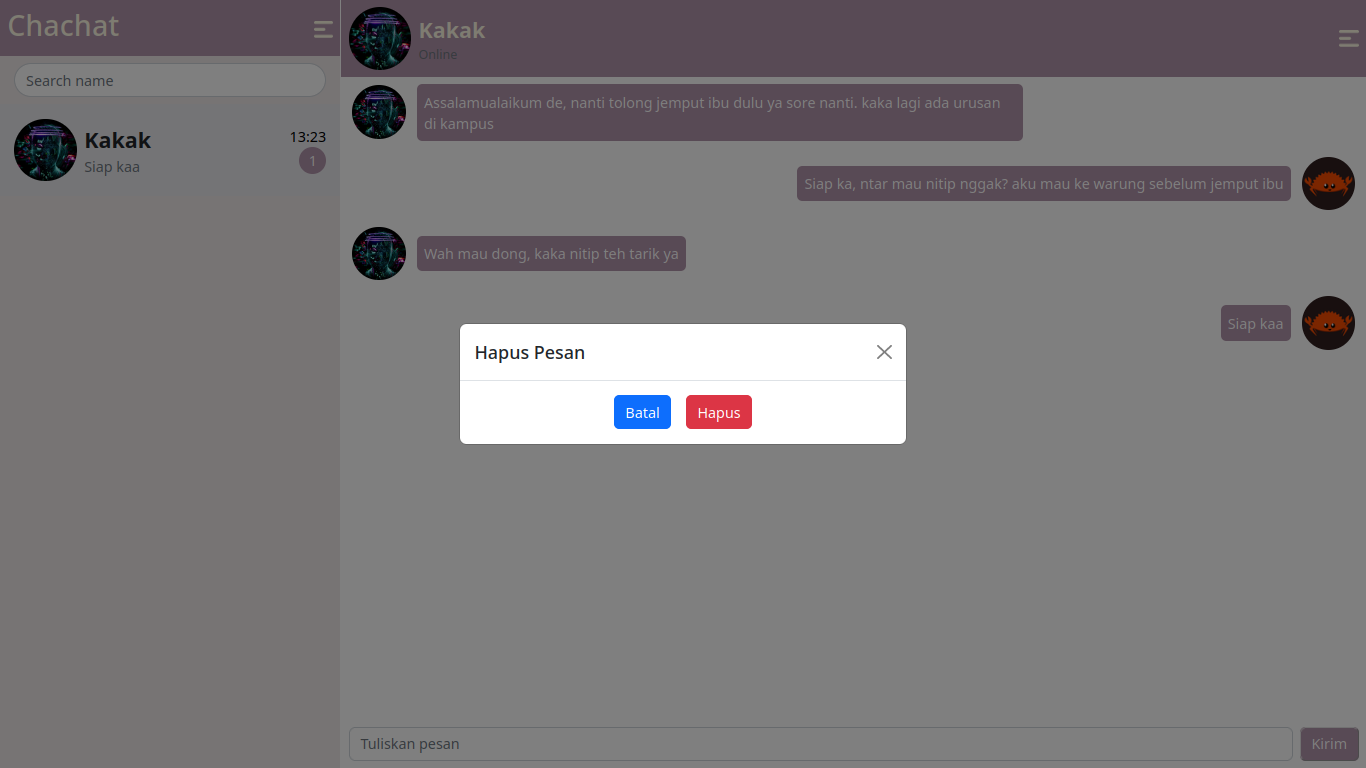 Chachat
Search name
Kakak
13:23
Siap kaa
1
Kakak
Online
Assalamualaikum de, nanti tolong jemput ibu dulu ya sore nanti. kaka lagi ada urusan
di kampus
Siap ka, ntar mau nitip nggak? aku mau ke warung sebelum jemput ibu
Wah mau dong, kaka nitip teh tarik ya
Siap kaa
Hapus Pesan
Batal
Hapus
Tuliskan pesan
Kirim